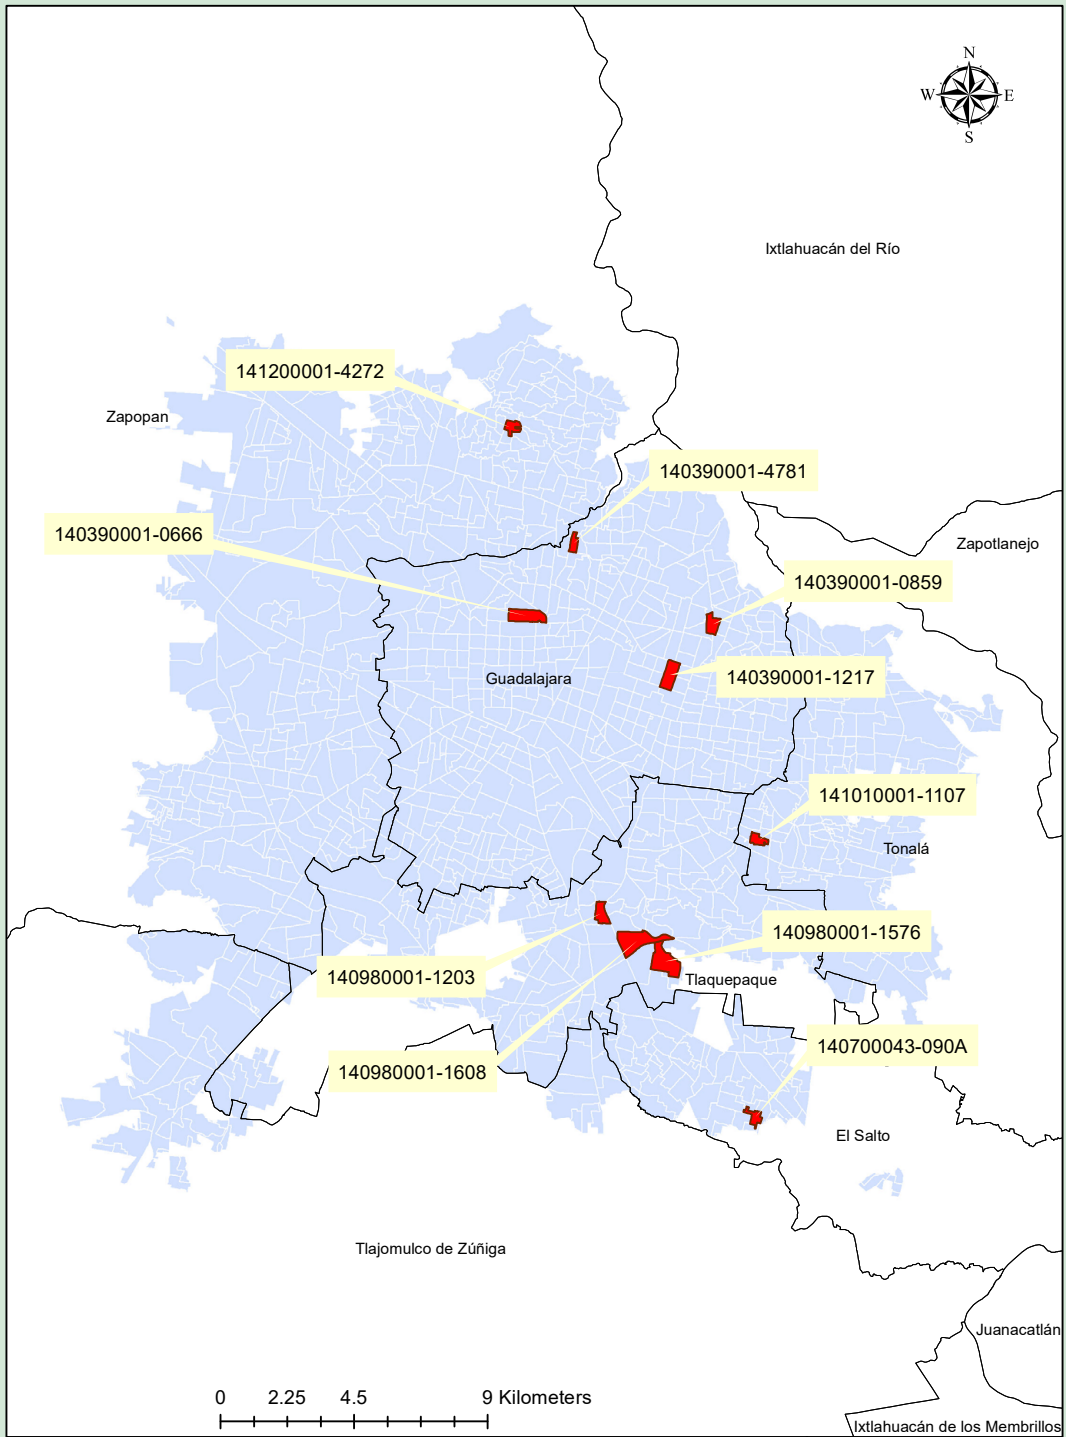 N
W E
S
Ixtlahuacán del Río
141200001-4272
Zapopan
140390001-4781
140390001-0666
Zapotlanejo
140390001-0859
Guadalajara
140390001-1217
141010001-1107
Tonalá
140980001-1576
140980001-1203
Tlaquepaque
140700043-090A
140980001-1608
El Salto
Tlajomulco de Zúñiga
Juanacatlán
0 2.25 4.5 9 Kilometers
Ixtlahuacán de los Membrillos